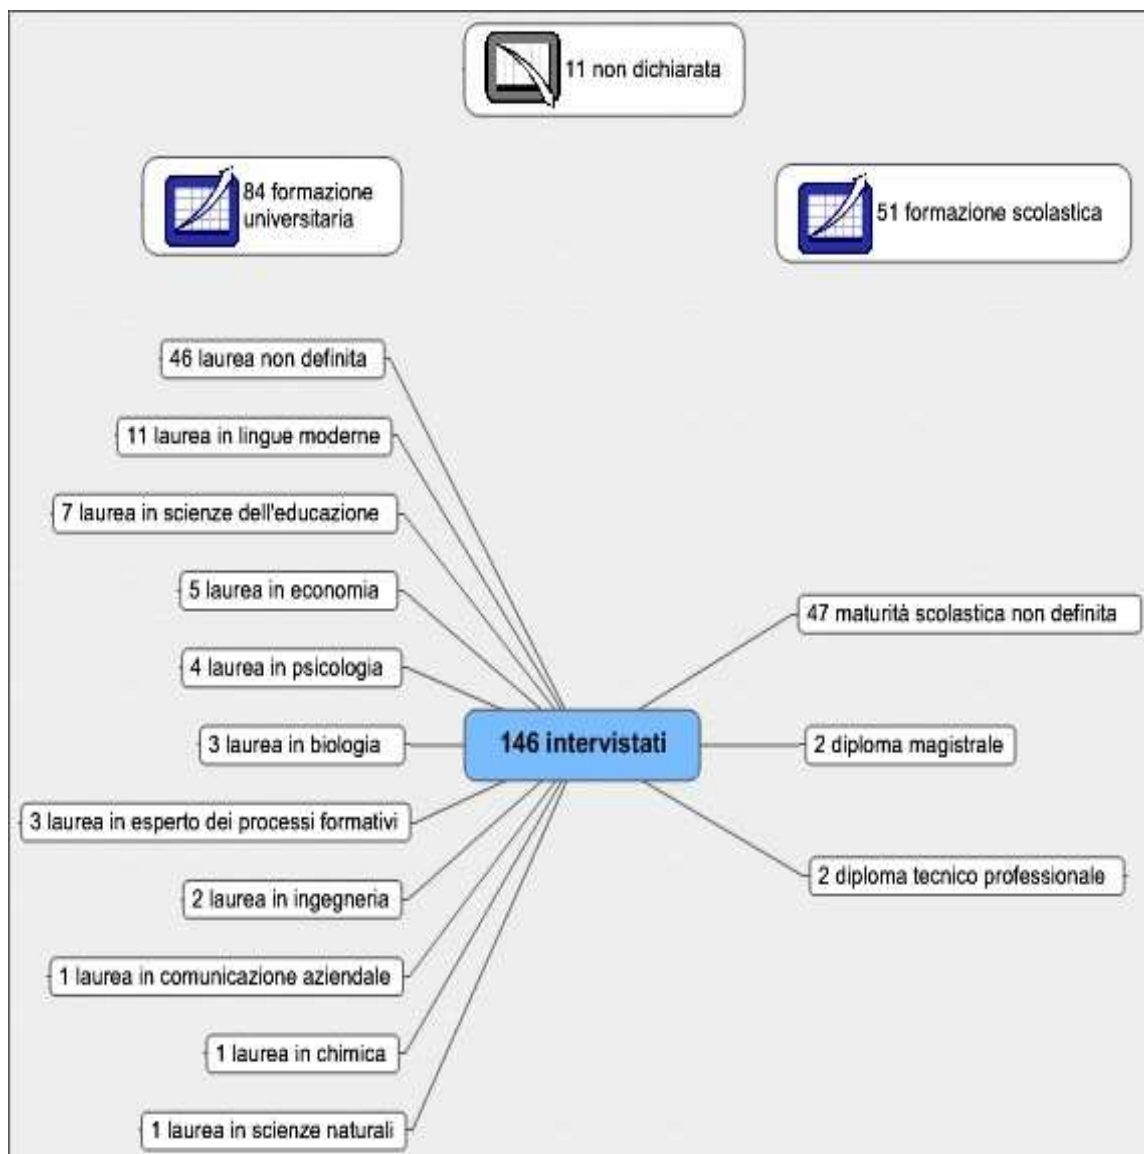 11 non dichiarata
84 formazione
universitaria
51 formazione scolastica
46 laurea non definita
11 laurea in lingue moderne
7 laurea in scienze dell'educazione
5 laurea in economia
4 laurea in psicologia
3 laurea in biologia
3 laurea in esperto dei processi formativi
2 laurea in ingegneria
1 laurea in comunicazione aziendale
1 laurea in chimica
1 laurea in scienze naturali
146 intervistati
47 maturità scolastica non definita
2 diploma magistrale
2 diploma tecnico professionale